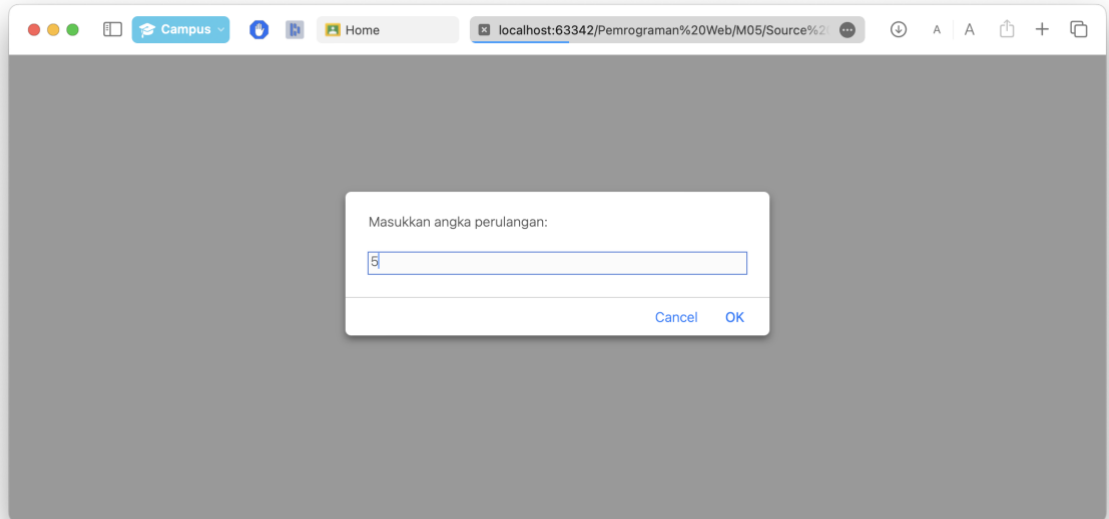 Campus
Home
localhost:63342/Pemrograman%20Web/M05/Source%2
A A
Masukkan angka perulangan:
5
Cancel OK